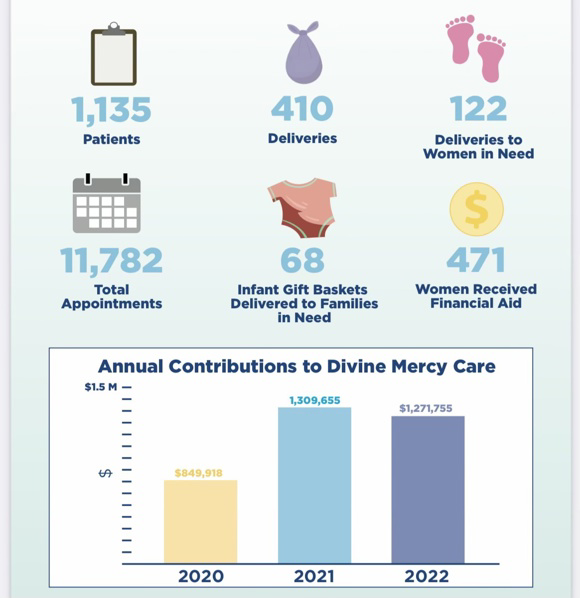 1,135
Patients
410
Deliveries
122
Deliveries to
Women in Need
11,782
Total
Appointments
68
Infant Gift Baskets
Delivered to Families
in Need
$
471
Women Received
Financial Aid
Annual Contributions to Divine Mercy Care
$1.5 M
$
$849,918
1,309,655
$1,271,755
2020
2021
2022